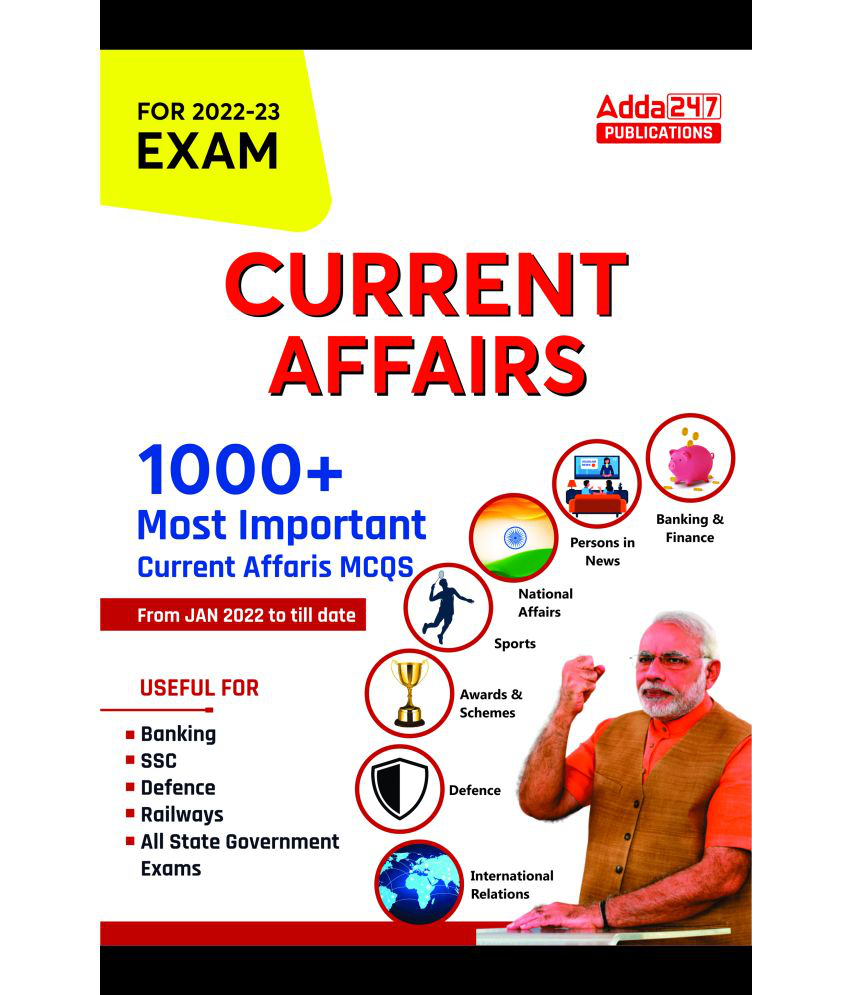 FOR 2022-23
EXAM
Adda247
PUBLICATIONS
CURRENT
AFFAIRS
1000+
Most Important
Current Affaris MCQS
From JAN 2022 to till date
Banking &
Finance
Persons in
News
National
Affairs
Sports
Awards &
Schemes
Defence
International
Relations
USEFUL FOR
Banking
SSC
Defence
Railways
All State Government
Exams